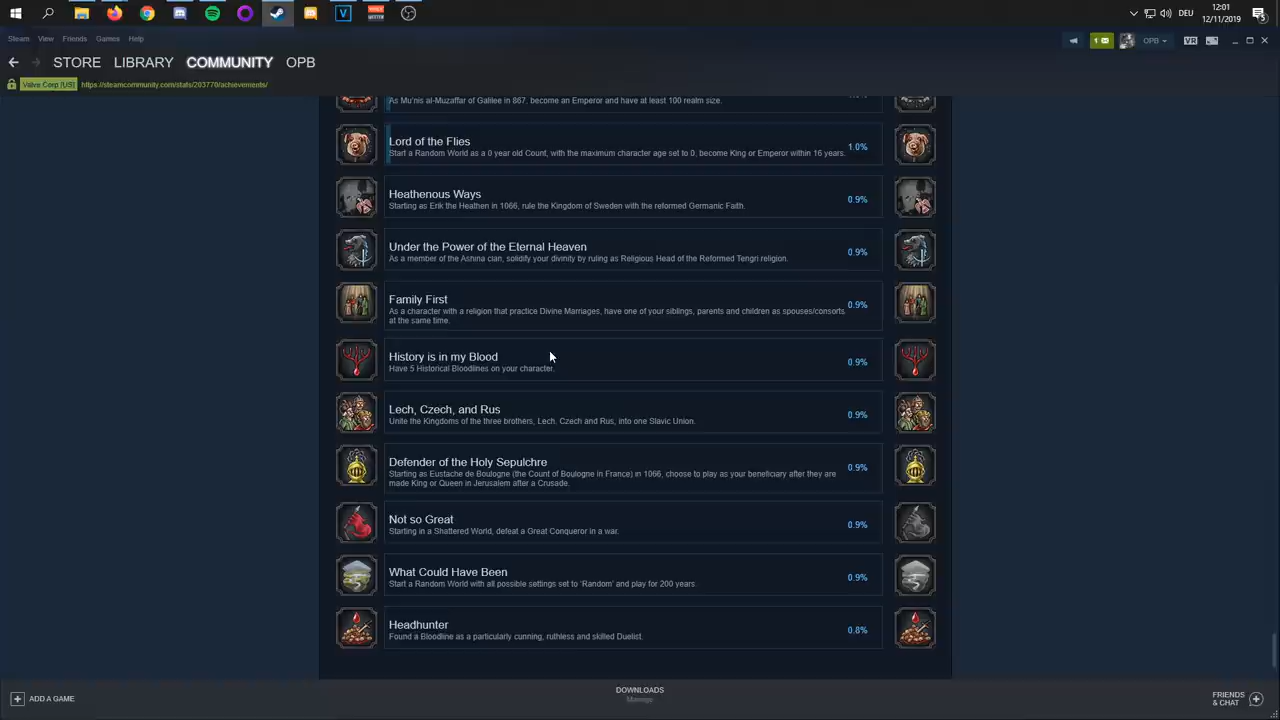 12:01
DEU
12/11/2019
Steam View Friends Games Help
1
OPB
VR
STORE LIBRARY COMMUNITY OPB
Valve Corp [US] https://steamcommunity.com/stats/203770/achievements/
As Mu'nis al-Muzaffar of Galilee in 867, become an Emperor and have at least 100 realm size.
Lord of the Flies
Start a Random World as a 0 year old Count, with the maximum character age set to 0, become King or Emperor within 16 years.
1.0%
Heathenous Ways
Starting as Erik the Heathen in 1066, rule the Kingdom of Sweden with the reformed Germanic Faith.
0.9%
Under the Power of the Eternal Heaven
As a member of the Ashina clan, solidify your divinity by ruling as Religious Head of the Reformed Tengri religion.
0.9%
Family First
As a character with a religion that practice Divine Marriages, have one of your siblings, parents and children as spouses/consorts
at the same time.
0.9%
History is in my Blood
Have 5 Historical Bloodlines on your character.
0.9%
Lech, Czech, and Rus
Unite the Kingdoms of the three brothers, Lech, Czech and Rus, into one Slavic Union.
0.9%
Defender of the Holy Sepulchre
Starting as Eustache de Boulogne (the Count of Boulogne in France) in 1066, choose to play as your beneficiary after they are
made King or Queen in Jerusalem after a Crusade.
0.9%
Not so Great
Starting in a Shattered World, defeat a Great Conqueror in a war.
0.9%
What Could Have Been
Start a Random World with all possible settings set to 'Random' and play for 200 years.
0.9%
Headhunter
Found a Bloodline as a particularly cunning, ruthless and skilled Duelist.
0.8%
ADD A GAME
DOWNLOADS
Manage
FRIENDS
& CHAT